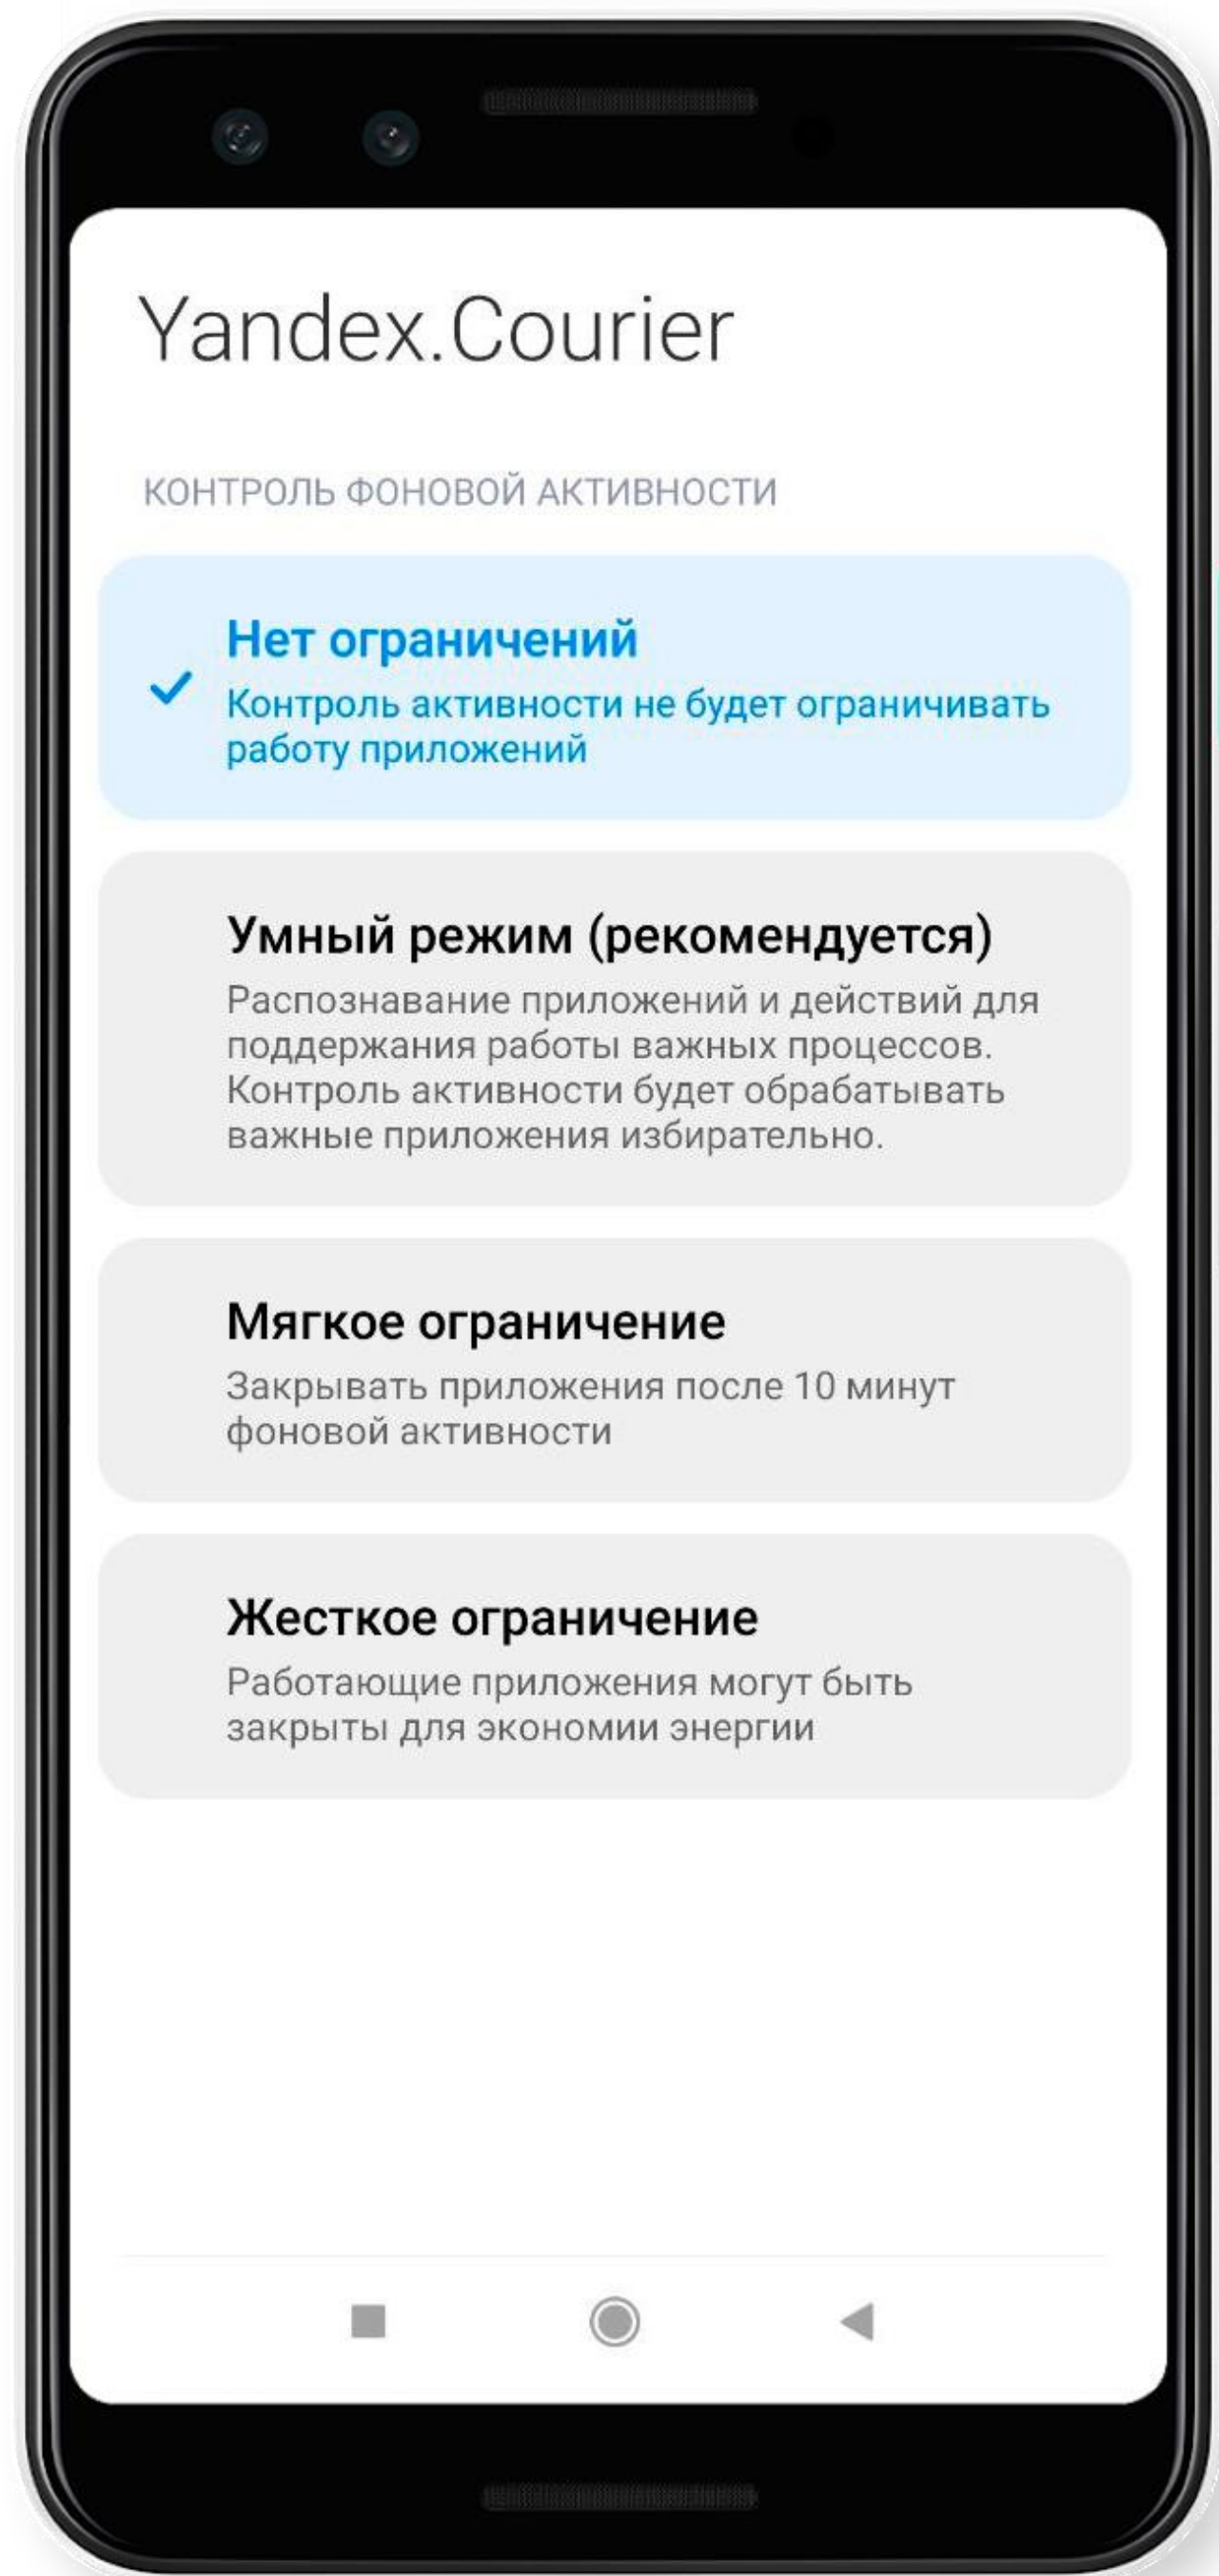 Yandex.Courier
КОНТРОЛЬ ФОНОВОЙ АКТИВНОСТИ
Нет ограничений
Контроль активности не будет ограничивать
работу приложений
Умный режим (рекомендуется)
Распознавание приложений и действий для
поддержания работы важных процессов.
Контроль активности будет обрабатывать
важные приложения избирательно.
Мягкое ограничение
Закрывать приложения после 10 минут
фоновой активности
Жесткое ограничение
Работающие приложения могут быть
закрыты для экономии энергии